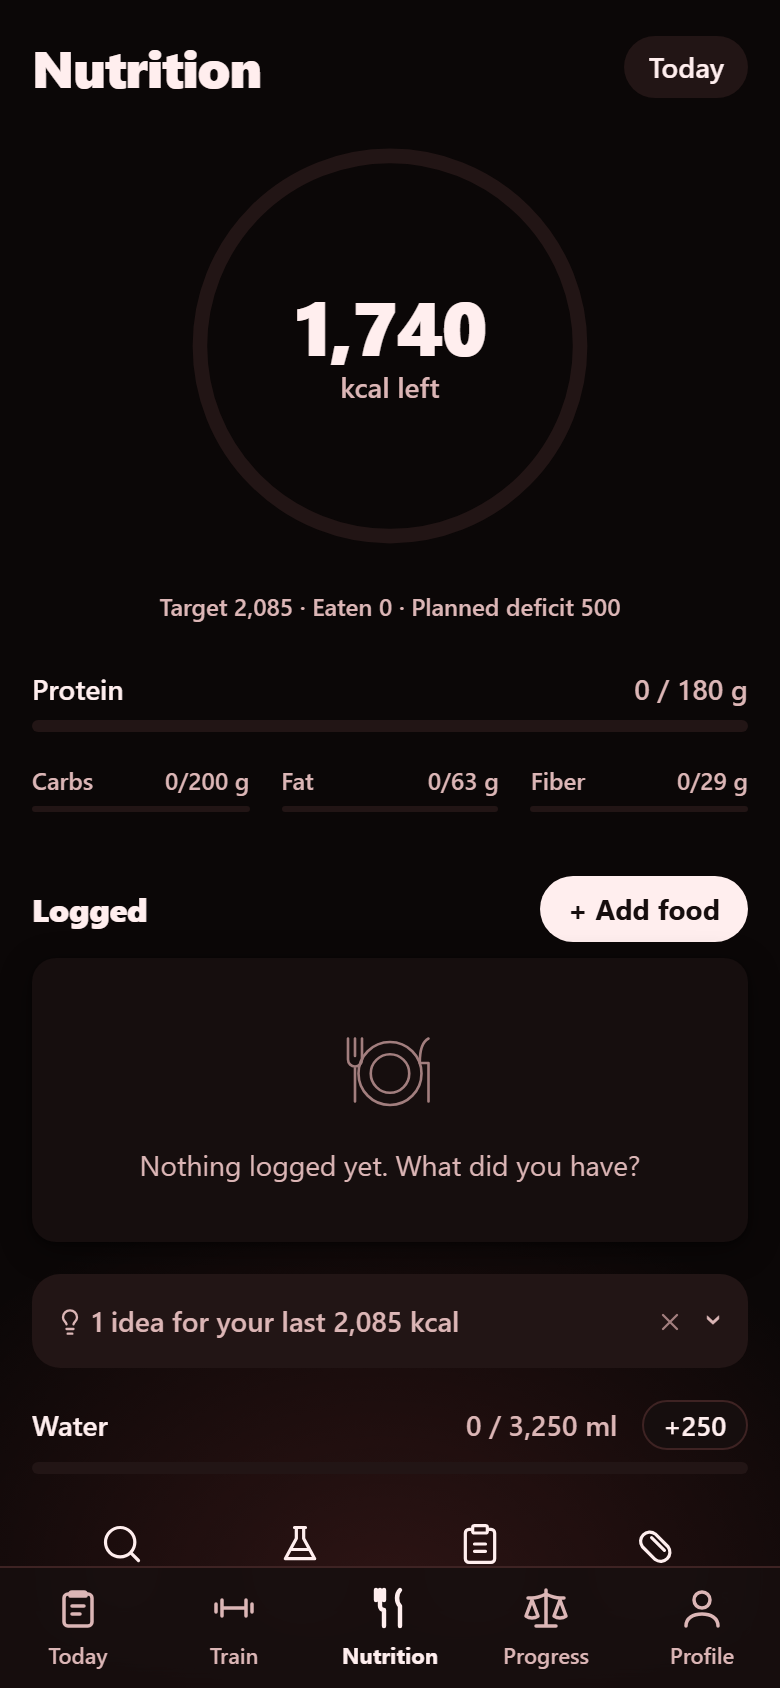 Nutrition
Today
1,740
kcal left
Target 2,085 · Eaten 0 · Planned deficit 500
Protein 0 / 180 g
Carbs 0/200 g Fat 0/63 g Fiber 0/29 g
Logged + Add food
Nothing logged yet. What did you have?
1 idea for your last 2,085 kcal
Water 0 / 3,250 ml +250
Today Train Nutrition Progress Profile